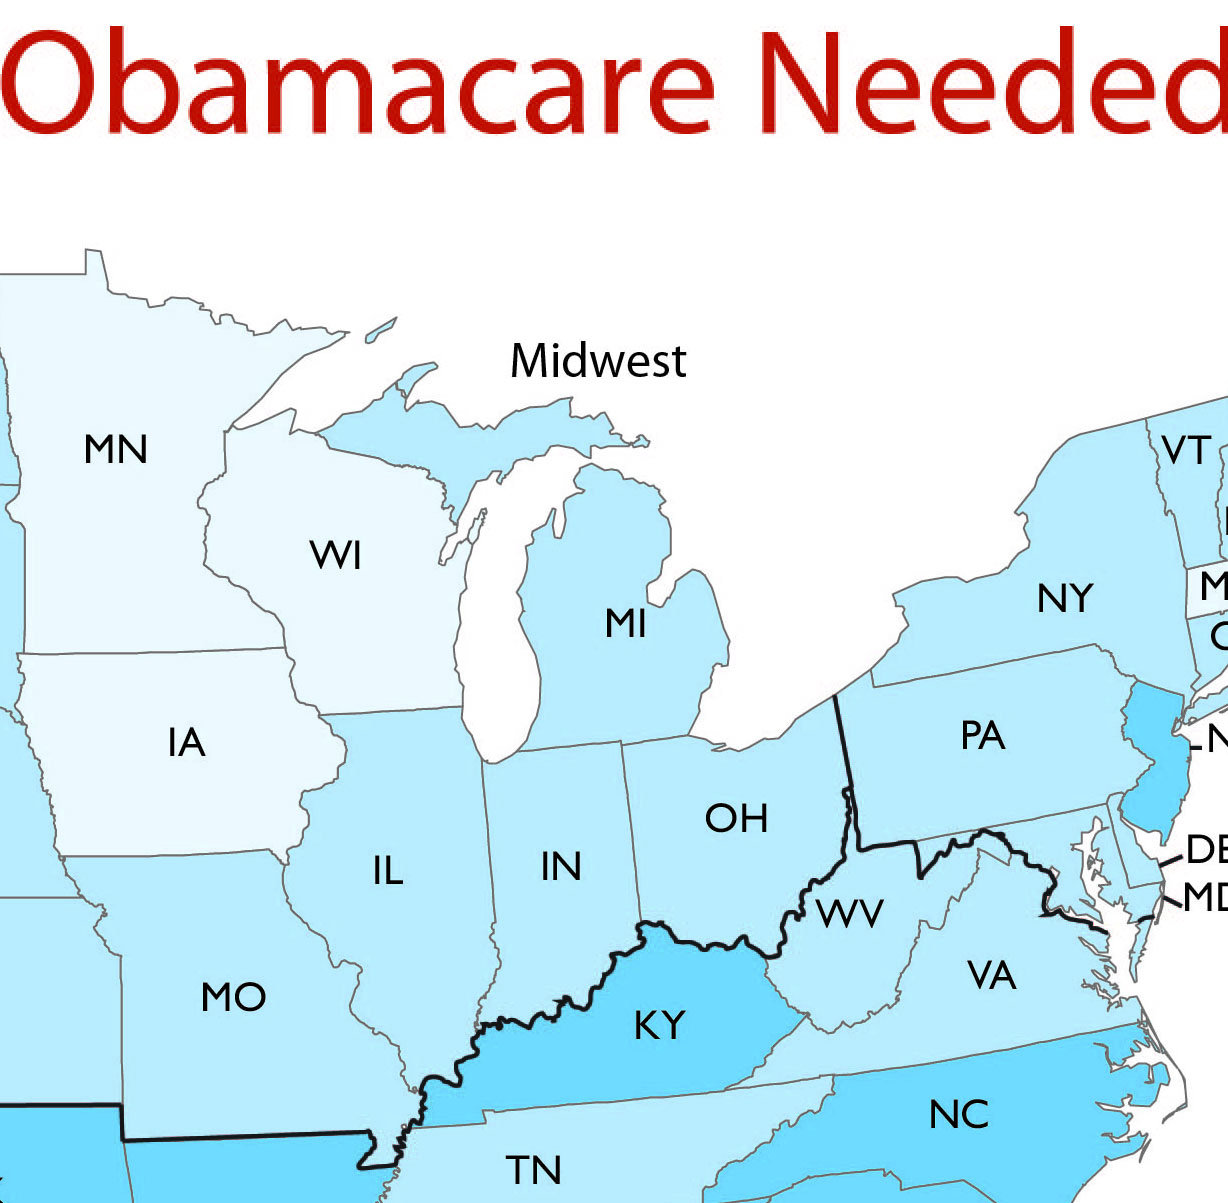 Obamacare Needed
Midwest
MN
VT
WI
NY
MI
IA
PA
OH
IL
IN
DE
MD
WV
VA
MO
KY
NC
TN